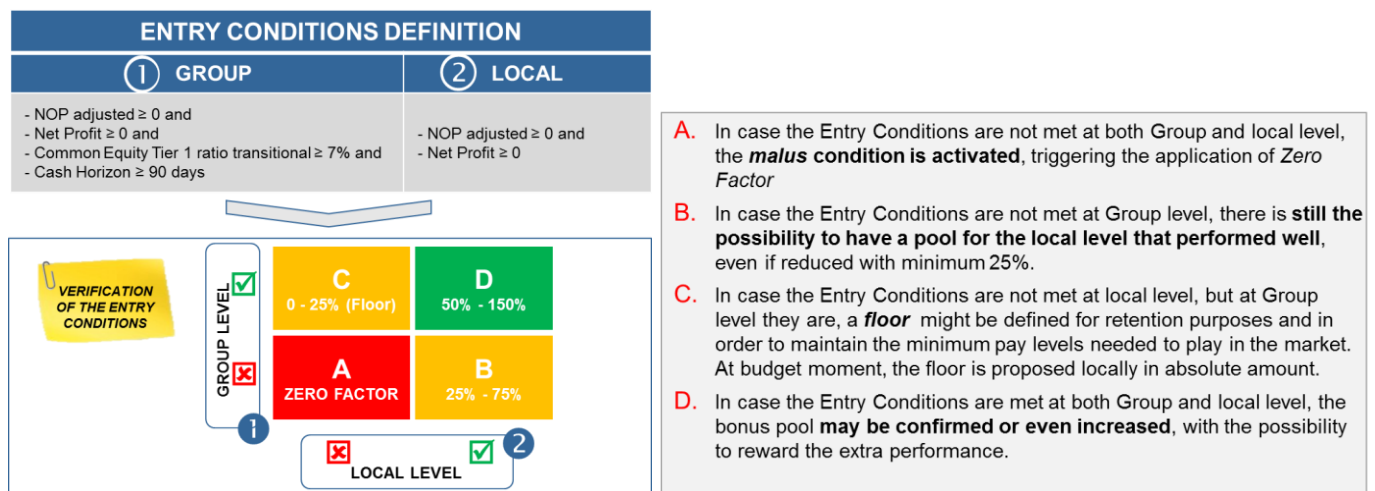 ENTRY CONDITIONS DEFINITION
1 GROUP
2 LOCAL
- NOP adjusted ≥ 0 and
- Net Profit ≥ 0 and
- Common Equity Tier 1 ratio transitional ≥ 7% and
- Cash Horizon ≥ 90 days
- NOP adjusted ≥ 0 and
- Net Profit ≥ 0
VERIFICATION
OF THE ENTRY
CONDITIONS
GROUP LEVEL
1
C
0 - 25% (Floor)
D
50% - 150%
A
ZERO FACTOR
B
25% - 75%
2
LOCAL LEVEL
A. In case the Entry Conditions are not met at both Group and local level,
the malus condition is activated, triggering the application of Zero
Factor
B. In case the Entry Conditions are not met at Group level, there is still the
possibility to have a pool for the local level that performed well,
even if reduced with minimum 25%.
C. In case the Entry Conditions are not met at local level, but at Group
level they are, a floor might be defined for retention purposes and in
order to maintain the minimum pay levels needed to play in the market.
At budget moment, the floor is proposed locally in absolute amount.
D. In case the Entry Conditions are met at both Group and local level, the
bonus pool may be confirmed or even increased, with the possibility
to reward the extra performance.